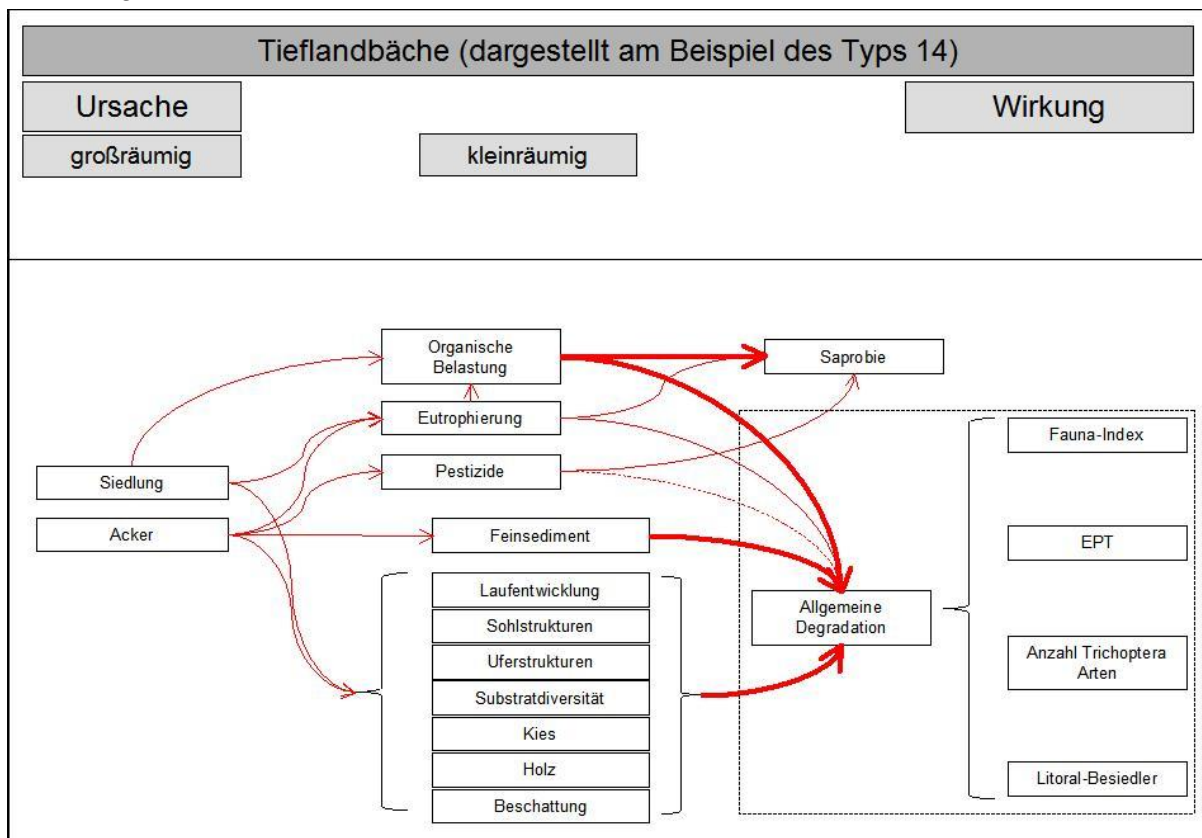 Tieflandbäche (dargestellt am Beispiel des Typs 14)
Ursache
Wirkung
großräumig
kleinräumig
Organische
Belastung
Saprobie
Eutrophierung
Fauna-Index
Siedlung
Pestizide
Acker
Feinsediment
EPT
Laufentwicklung
Sohlstrukturen
Allgemeine
Degradation
Uferstrukturen
Anzahl Trichoptera
Arten
Substratdiversität
Kies
Holz
Litoral-Besiedler
Beschattung